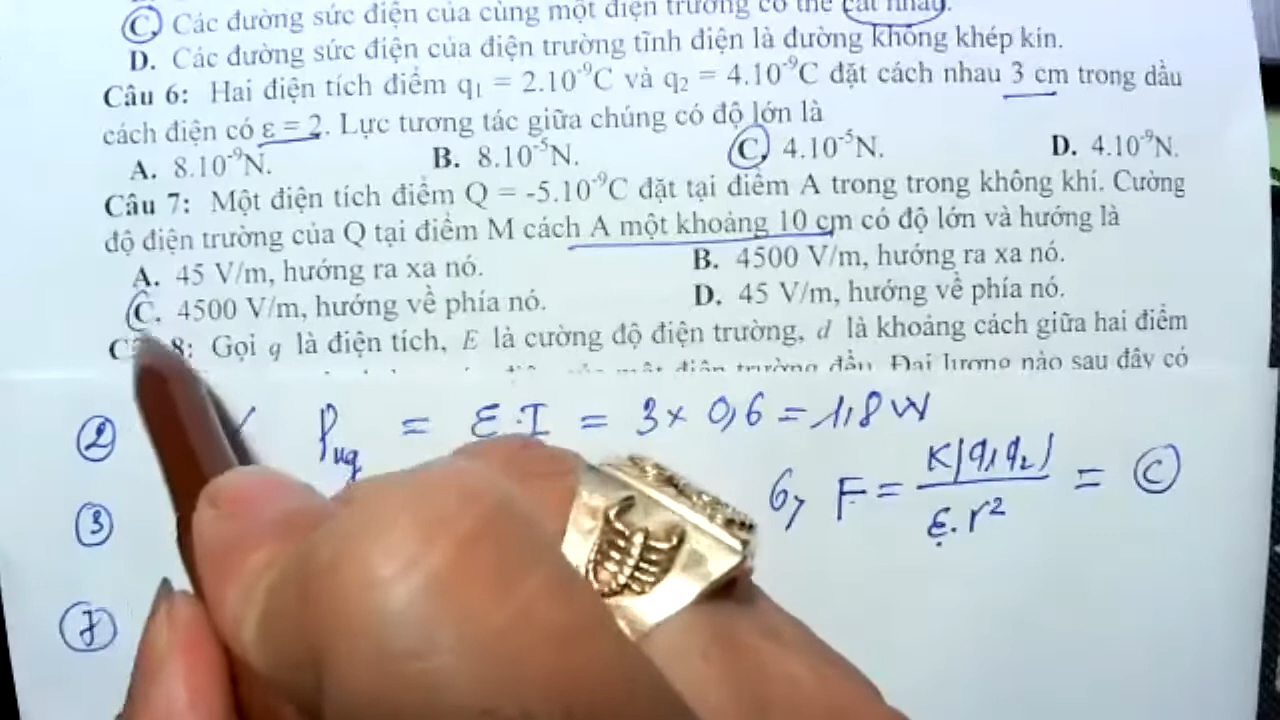 C. Các đường sức điện của cùng một điện trường có thể cắt nhau.
D. Các đường sức điện của điện trường tĩnh điện là đường không khép kín.
Câu 6: Hai điện tích điểm q₁ = 2.10⁻⁹C và q₂ = 4.10⁻⁹C đặt cách nhau 3 cm trong dầu
cách điện có ε = 2. Lực tương tác giữa chúng có độ lớn là
A. 8.10⁻⁹N. B. 8.10⁻⁵N. C. 4.10⁻⁵N. D. 4.10⁻⁹N.
Câu 7: Một điện tích điểm Q = -5.10⁻⁹C đặt tại điểm A trong trong không khí. Cường
độ điện trường của Q tại điểm M cách A một khoảng 10 cm có độ lớn và hướng là
A. 45 V/m, hướng ra xa nó. B. 4500 V/m, hướng ra xa nó.
C. 4500 V/m, hướng về phía nó. D. 45 V/m, hướng về phía nó.
8: Gọi q là điện tích, E là cường độ điện trường, d là khoảng cách giữa hai điểm
điện trường đều. Đại lượng nào sau đây có
2 P_ng = ε.I = 3 x 0,6 = 1,8 W
3 6, F = K|q₁q₂| / ε.r² = C
7